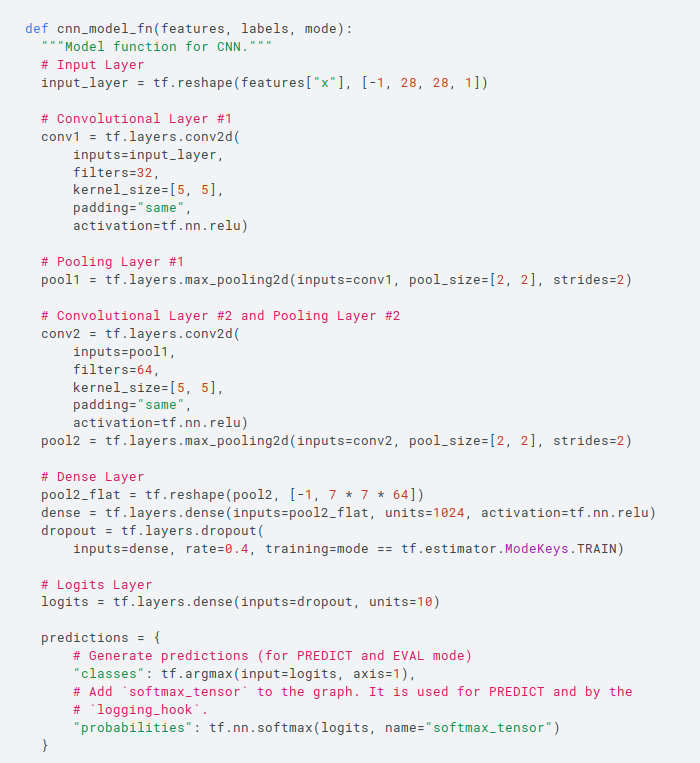 def cnn_model_fn(features, labels, mode):
  """Model function for CNN."""
  # Input Layer
  input_layer = tf.reshape(features["x"], [-1, 28, 28, 1])

  # Convolutional Layer #1
  conv1 = tf.layers.conv2d(
      inputs=input_layer,
      filters=32,
      kernel_size=[5, 5],
      padding="same",
      activation=tf.nn.relu)

  # Pooling Layer #1
  pool1 = tf.layers.max_pooling2d(inputs=conv1, pool_size=[2, 2], strides=2)

  # Convolutional Layer #2 and Pooling Layer #2
  conv2 = tf.layers.conv2d(
      inputs=pool1,
      filters=64,
      kernel_size=[5, 5],
      padding="same",
      activation=tf.nn.relu)
  pool2 = tf.layers.max_pooling2d(inputs=conv2, pool_size=[2, 2], strides=2)

  # Dense Layer
  pool2_flat = tf.reshape(pool2, [-1, 7 * 7 * 64])
  dense = tf.layers.dense(inputs=pool2_flat, units=1024, activation=tf.nn.relu)
  dropout = tf.layers.dropout(
      inputs=dense, rate=0.4, training=mode == tf.estimator.ModeKeys.TRAIN)

  # Logits Layer
  logits = tf.layers.dense(inputs=dropout, units=10)

  predictions = {
      # Generate predictions (for PREDICT and EVAL mode)
      "classes": tf.argmax(input=logits, axis=1),
      # Add `softmax_tensor` to the graph. It is used for PREDICT and by the
      # `logging_hook`.
      "probabilities": tf.nn.softmax(logits, name="softmax_tensor")
  }